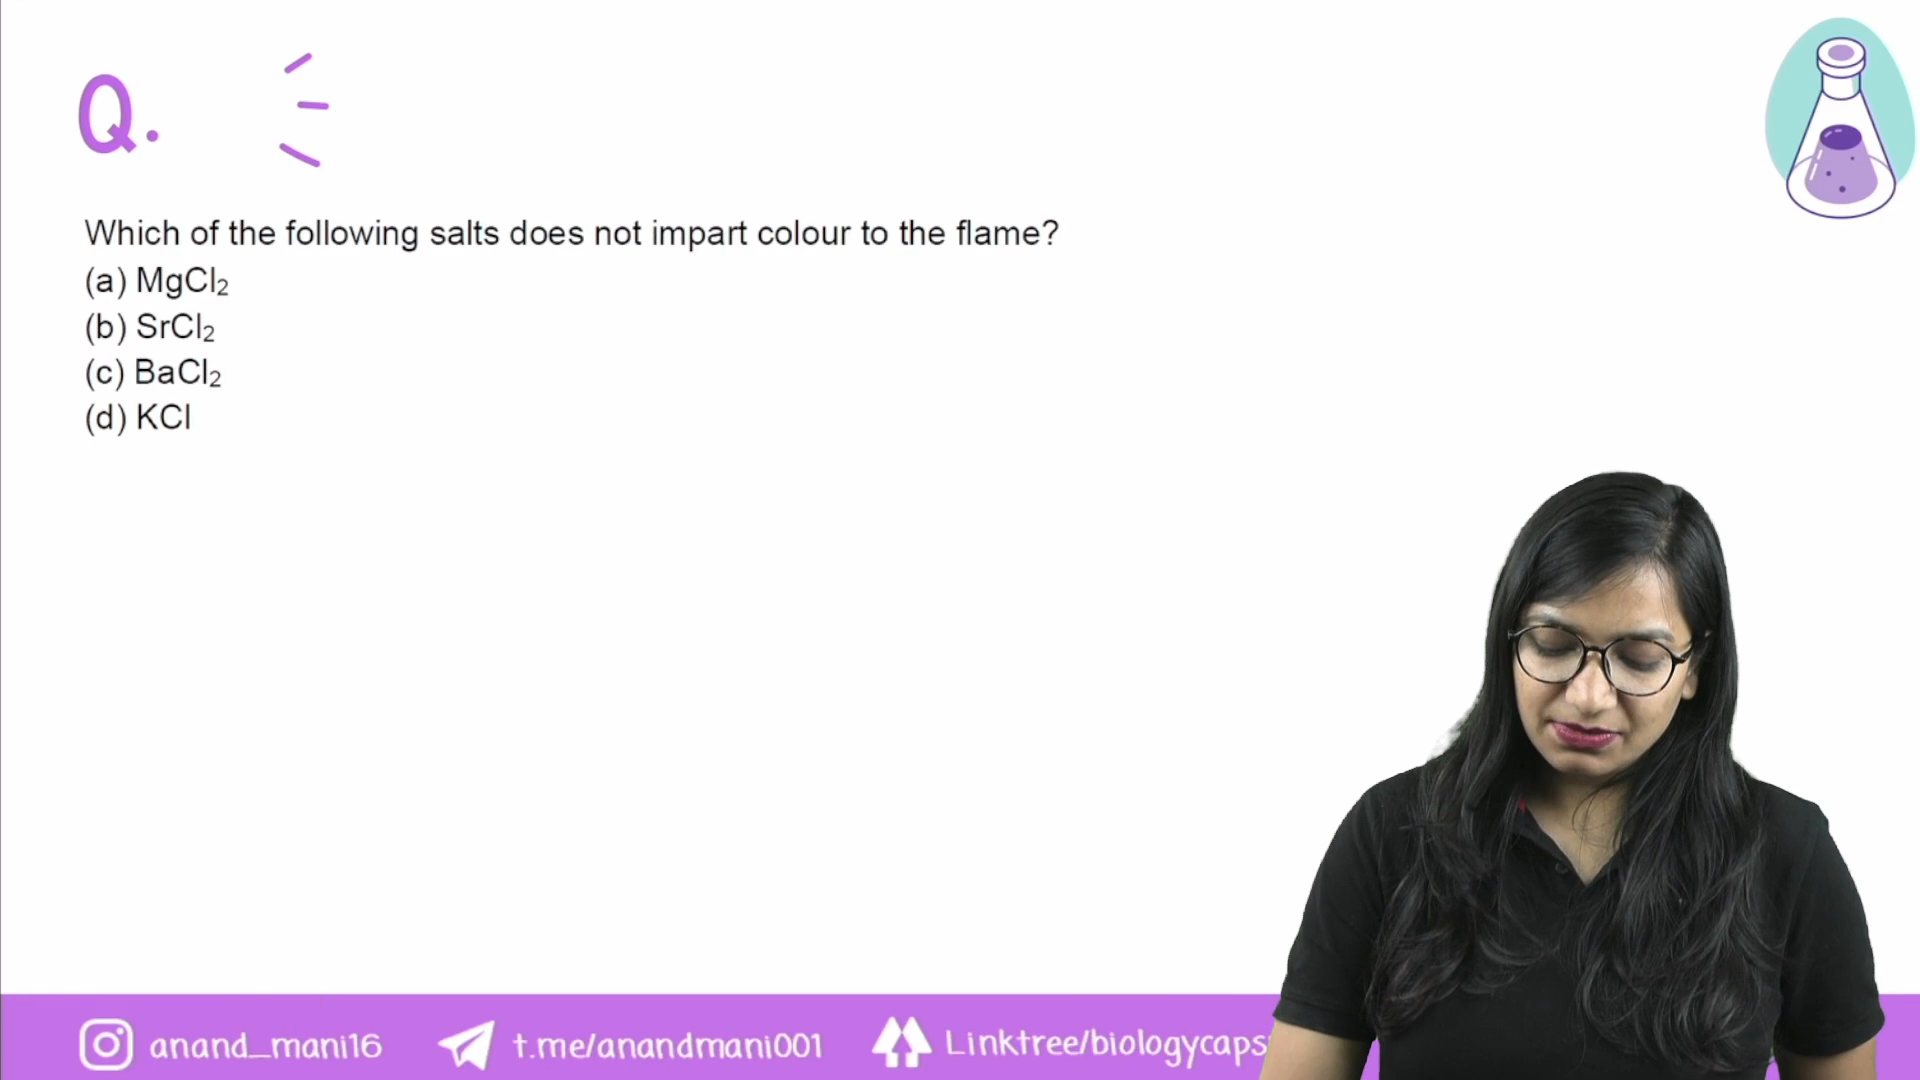 Q.
Which of the following salts does not impart colour to the flame?
(a) MgCl₂
(b) SrCl₂
(c) BaCl₂
(d) KCl
anand_mani16 t.me/anandmani001 Linktree/biologycaps